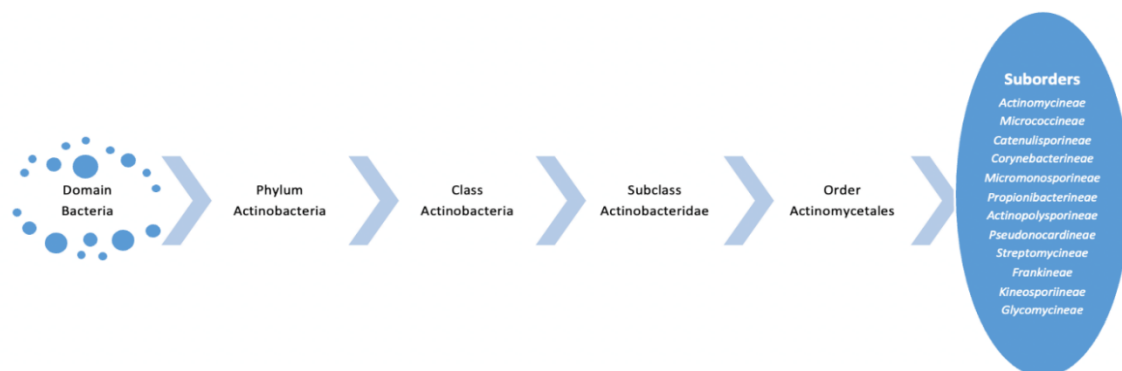 Domain
Bacteria
Phylum
Actinobacteria
Class
Actinobacteria
Subclass
Actinobacteridae
Order
Actinomycetales
Suborders
Actinomycineae
Micrococcineae
Catenulisporineae
Corynebacterineae
Micromonosporineae
Propionibacterineae
Actinopolysporineae
Pseudonocardineae
Streptomycineae
Frankineae
Kineosporiineae
Glycomycineae